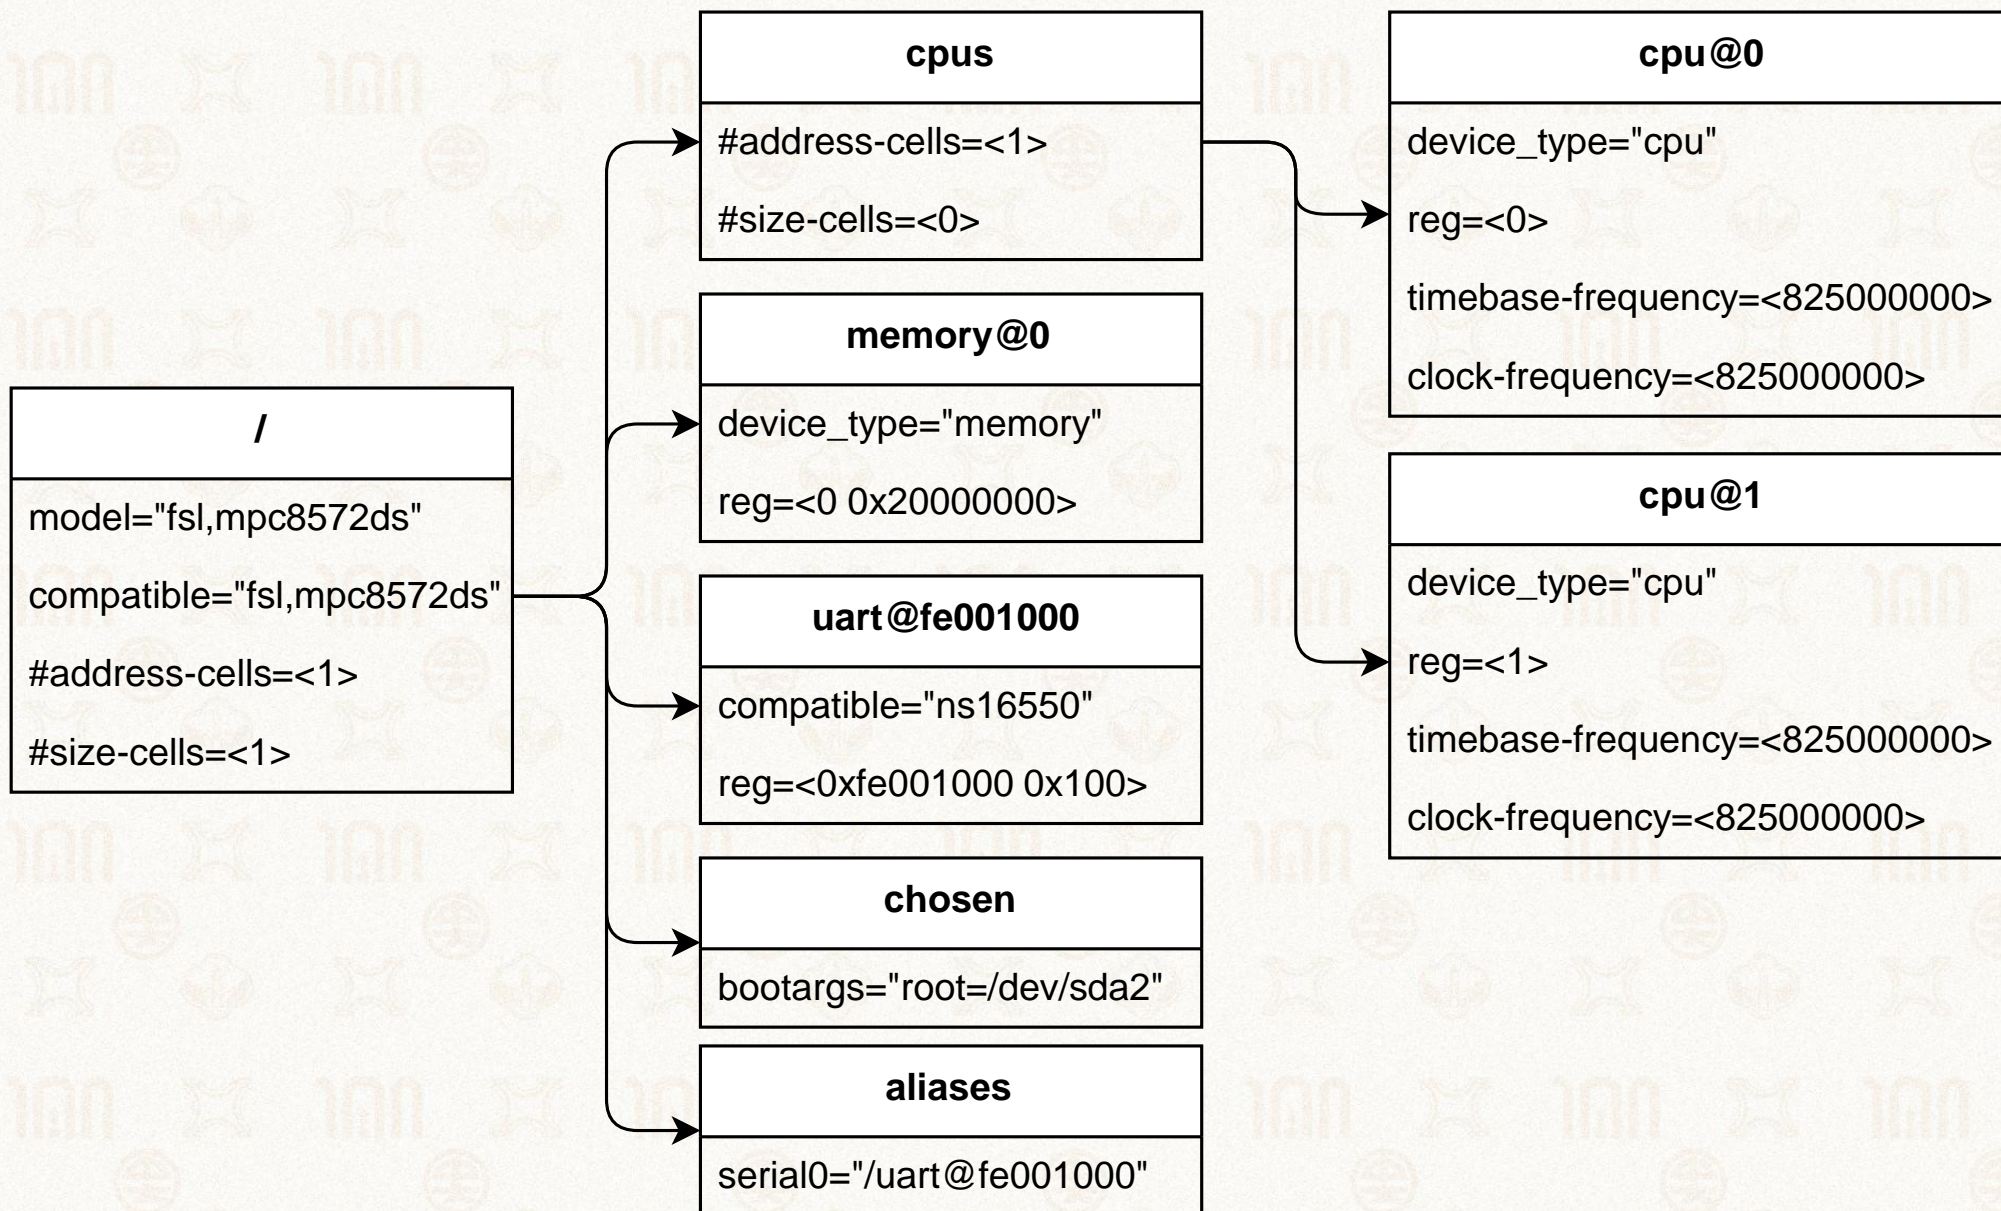 /
model="fsl,mpc8572ds"
compatible="fsl,mpc8572ds"
#address-cells=<1>
#size-cells=<1>
cpus
#address-cells=<1>
#size-cells=<0>
memory@0
device_type="memory"
reg=<0 0x20000000>
uart@fe001000
compatible="ns16550"
reg=<0xfe001000 0x100>
chosen
bootargs="root=/dev/sda2"
aliases
serial0="/uart@fe001000"
cpu@0
device_type="cpu"
reg=<0>
timebase-frequency=<825000000>
clock-frequency=<825000000>
cpu@1
device_type="cpu"
reg=<1>
timebase-frequency=<825000000>
clock-frequency=<825000000>